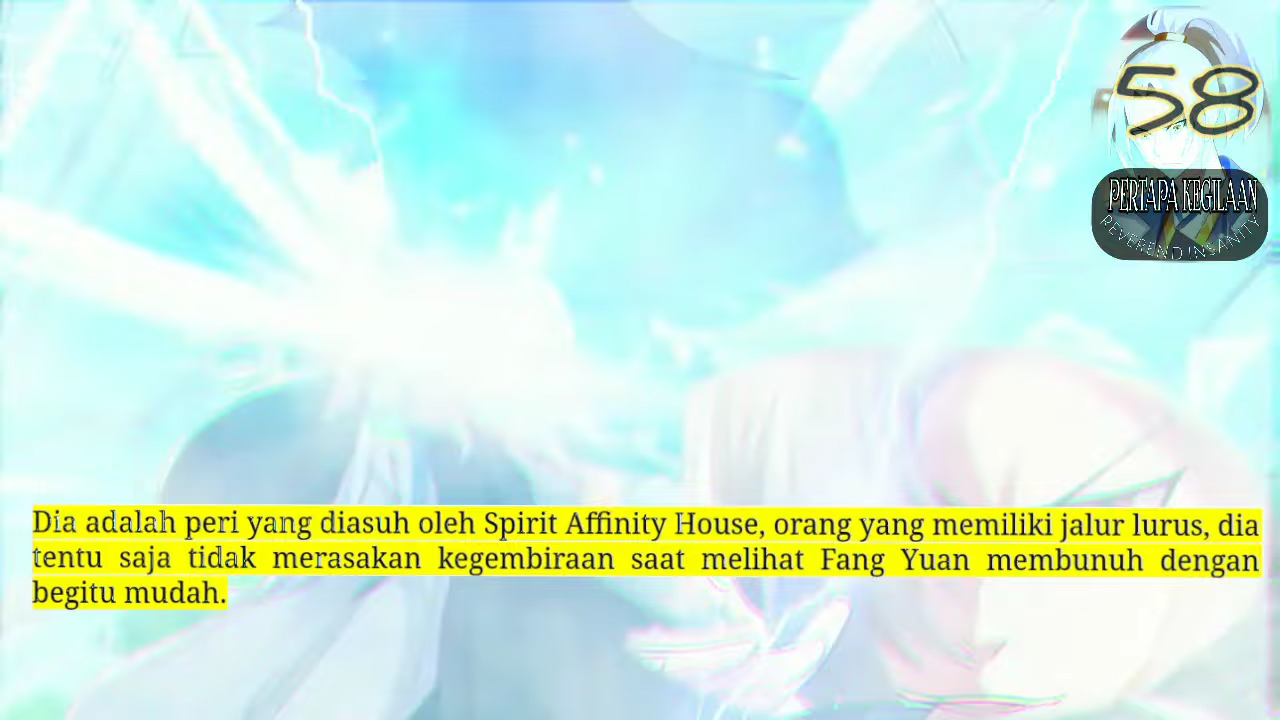 58
PERTAPA KEGILAAN
REVEREND INSANITY
Dia adalah peri yang diasuh oleh Spirit Affinity House, orang yang memiliki jalur lurus, dia
tentu saja tidak merasakan kegembiraan saat melihat Fang Yuan membunuh dengan
begitu mudah.